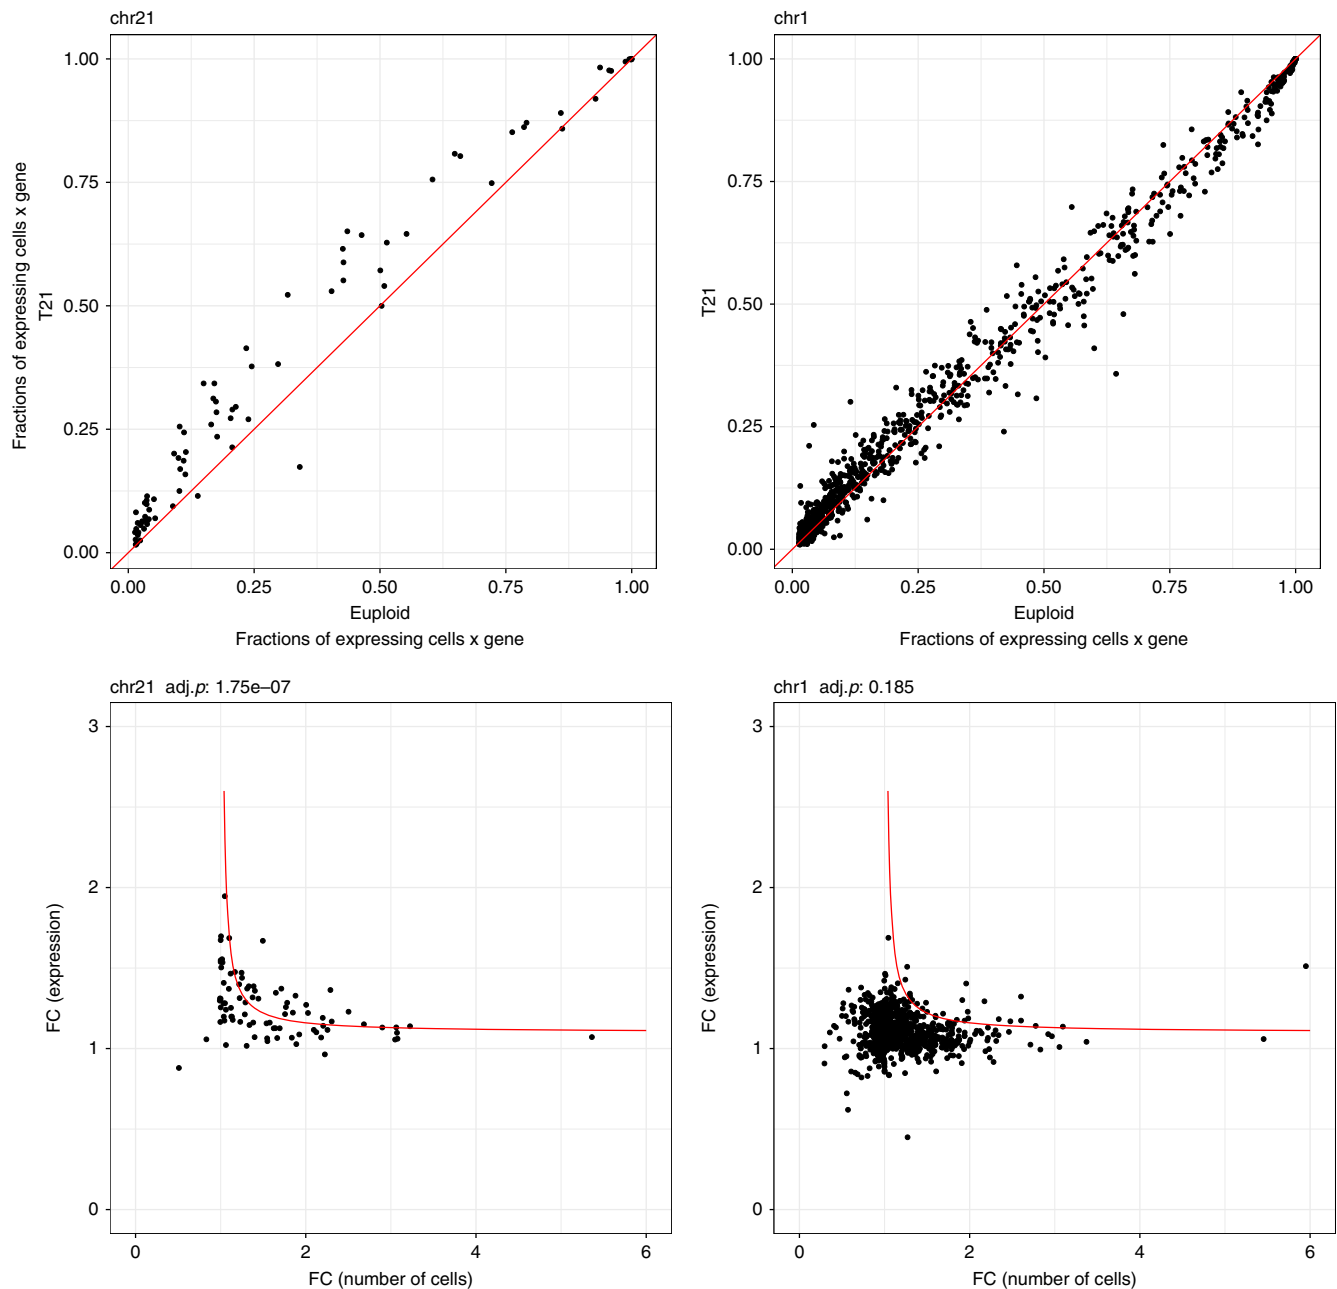 chr21
chr1
Fractions of expressing cells x gene
T21
1.00
0.75
0.50
0.25
0.00
0.00 0.25 0.50 0.75 1.00
Euploid
Fractions of expressing cells x gene
T21
1.00
0.75
0.50
0.25
0.00
0.00 0.25 0.50 0.75 1.00
Euploid
Fractions of expressing cells x gene
chr21 adj.p: 1.75e–07
FC (expression)
3
2
1
0
0 2 4 6
FC (number of cells)
chr1 adj.p: 0.185
FC (expression)
3
2
1
0
0 2 4 6
FC (number of cells)